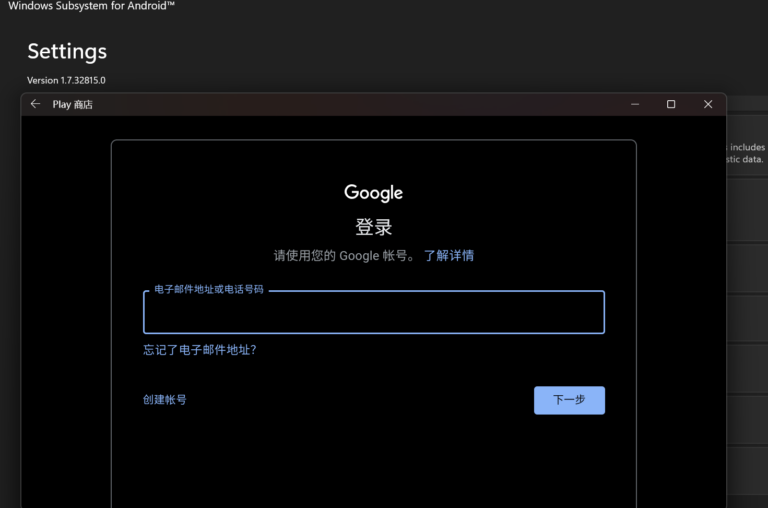 Windows Subsystem for Android™
Settings
Version 1.7.32815.0
Play 商店
includes
stic data.
Google
登录
请使用您的 Google 帐号。 了解详情
电子邮件地址或电话号码
忘记了电子邮件地址?
创建帐号
下一步